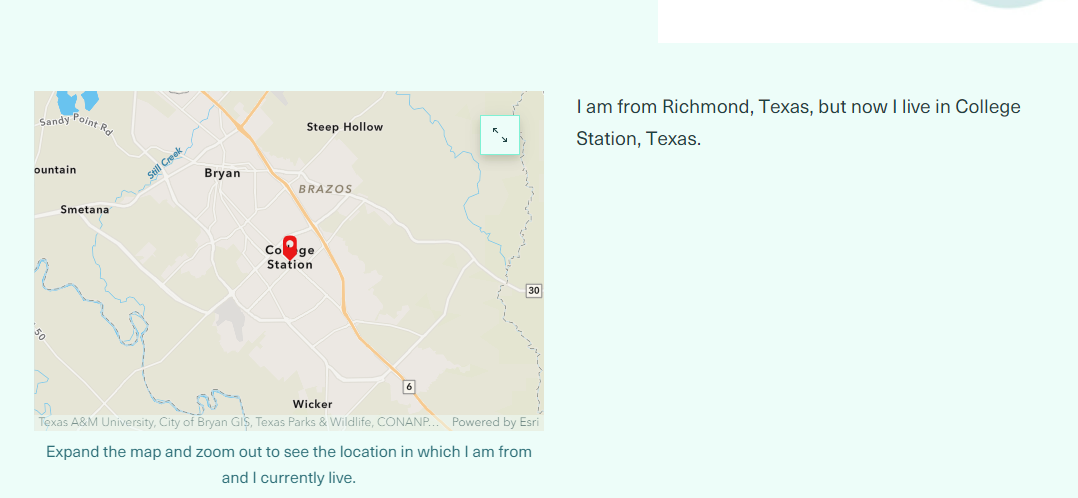 Sandy Point Rd
Steep Hollow
Still Creek
ountain
Bryan
BRAZOS
Smetana
College
Station
30
50
6
Wicker
Texas A&M University, City of Bryan GIS, Texas Parks & Wildlife, CONANP... Powered by Esri
Expand the map and zoom out to see the location in which I am from
and I currently live.
I am from Richmond, Texas, but now I live in College
Station, Texas.